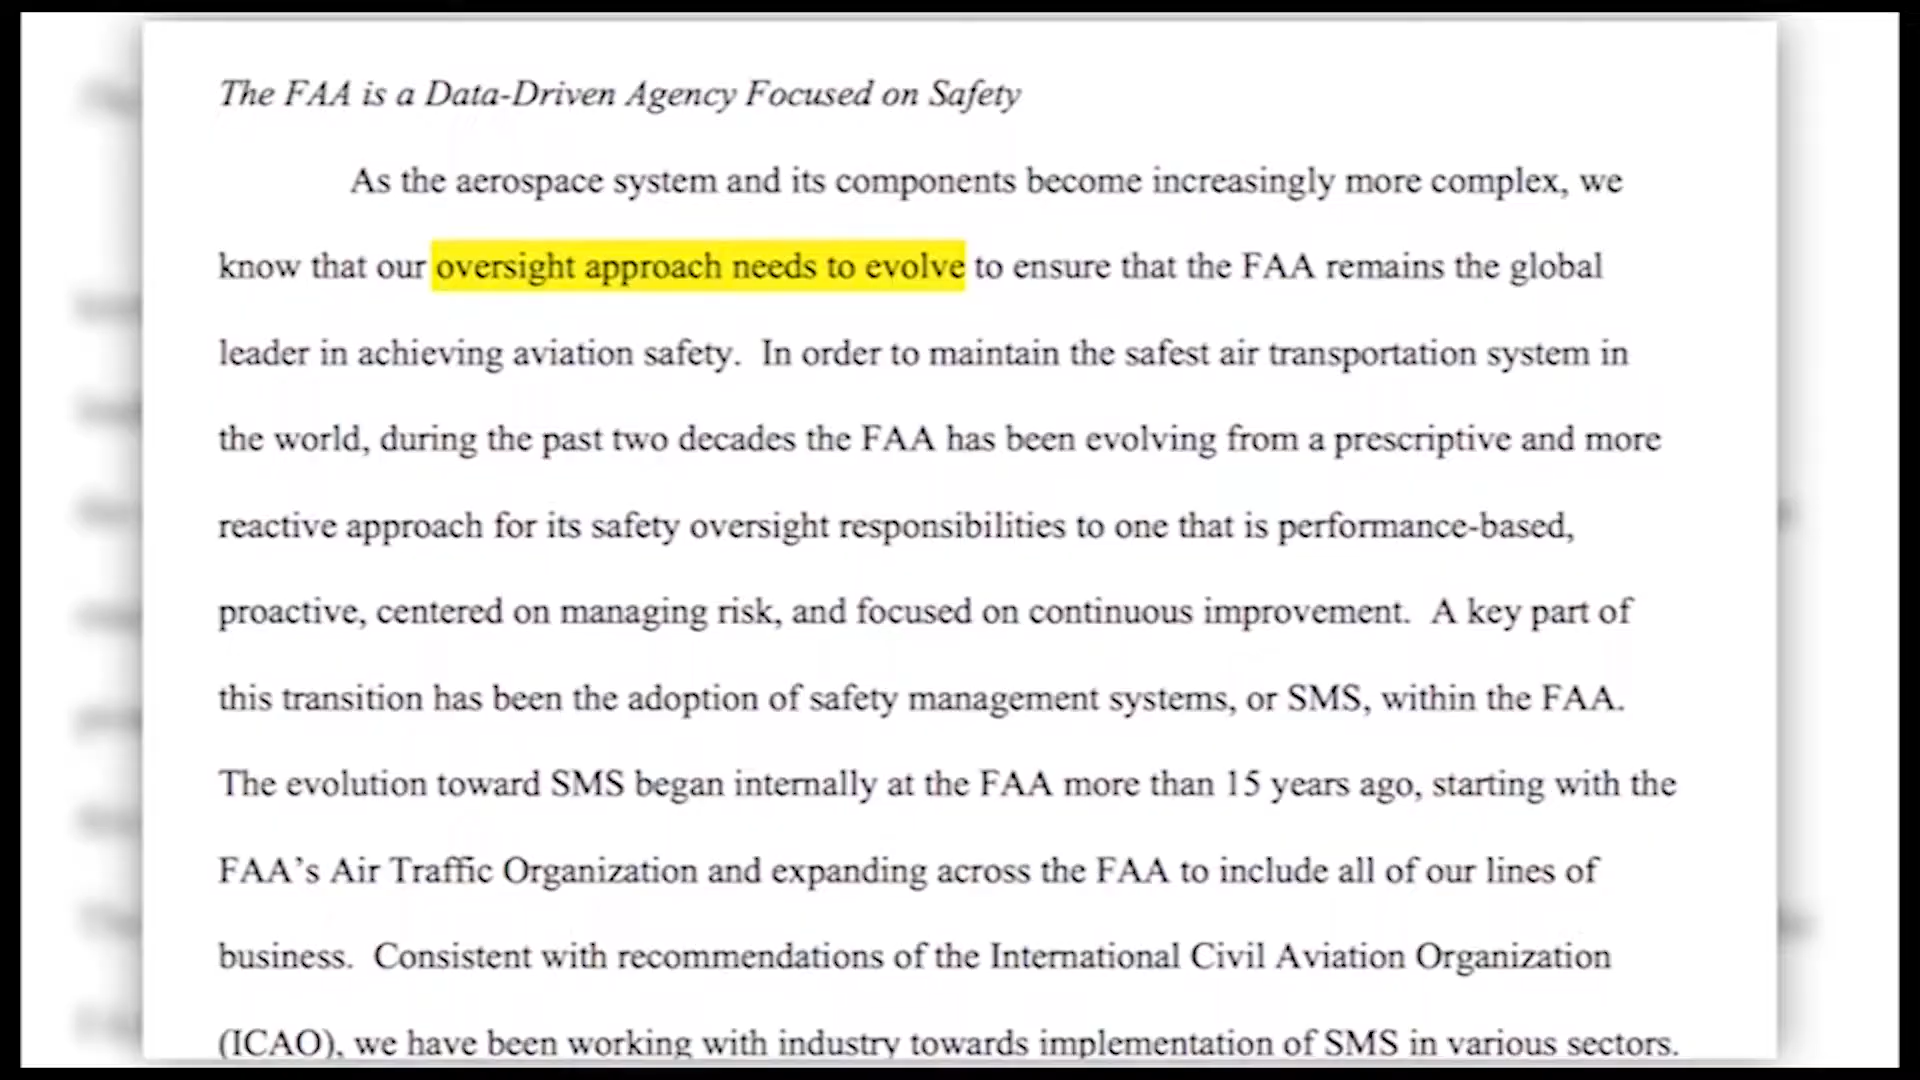 The FAA is a Data-Driven Agency Focused on Safety
As the aerospace system and its components become increasingly more complex, we
know that our oversight approach needs to evolve to ensure that the FAA remains the global
leader in achieving aviation safety.  In order to maintain the safest air transportation system in
the world, during the past two decades the FAA has been evolving from a prescriptive and more
reactive approach for its safety oversight responsibilities to one that is performance-based,
proactive, centered on managing risk, and focused on continuous improvement.  A key part of
this transition has been the adoption of safety management systems, or SMS, within the FAA.
The evolution toward SMS began internally at the FAA more than 15 years ago, starting with the
FAA’s Air Traffic Organization and expanding across the FAA to include all of our lines of
business.  Consistent with recommendations of the International Civil Aviation Organization
(ICAO), we have been working with industry towards implementation of SMS in various sectors.